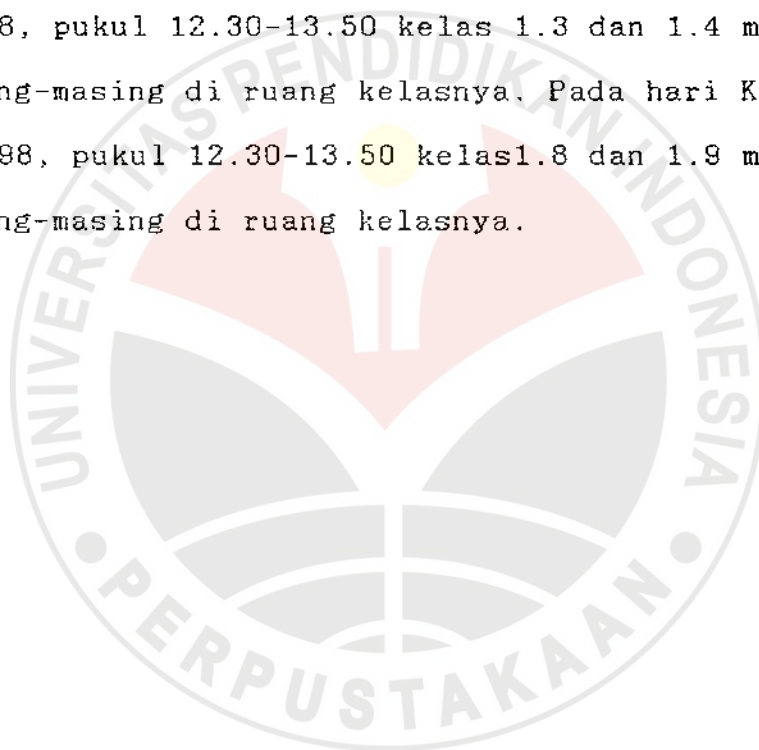 8, pukul 12.30-13.50 kelas 1.3 dan 1.4 m
ng-masing di ruang kelasnya. Pada hari K
98, pukul 12.30-13.50 kelas1.8 dan 1.9 m
ng-masing di ruang kelasnya.
UNIVERSITAS PENDIDIKAN INDONESIA
PERPUSTAKAAN